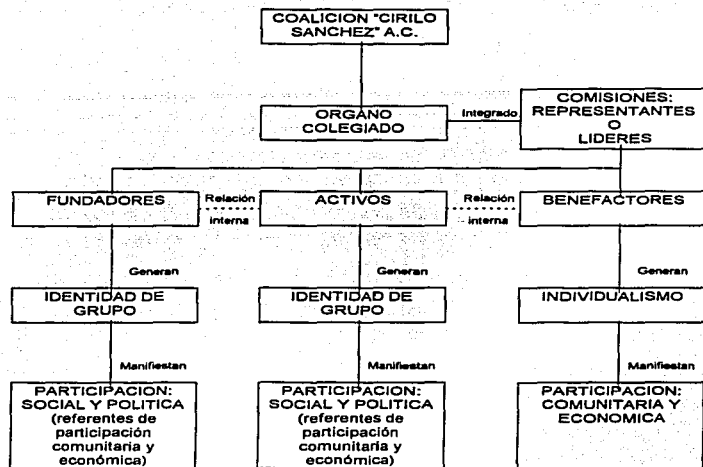 COALICION "CIRILO
SANCHEZ" A.C.
ORGANO
COLEGIADO
Integrado
COMISIONES:
REPRESENTANTES
O
LIDERES
FUNDADORES
Relación
interna
ACTIVOS
Relación
interna
BENEFACTORES
Generan
Generan
Generan
IDENTIDAD DE
GRUPO
IDENTIDAD DE
GRUPO
INDIVIDUALISMO
Manifiestan
Manifiestan
Manifiestan
PARTICIPACION:
SOCIAL Y POLITICA
(referentes de
participación
comunitaria y
económica)
PARTICIPACION:
SOCIAL Y POLITICA
(referentes de
participación
comunitaria y
económica)
PARTICIPACION:
COMUNITARIA Y
ECONOMICA